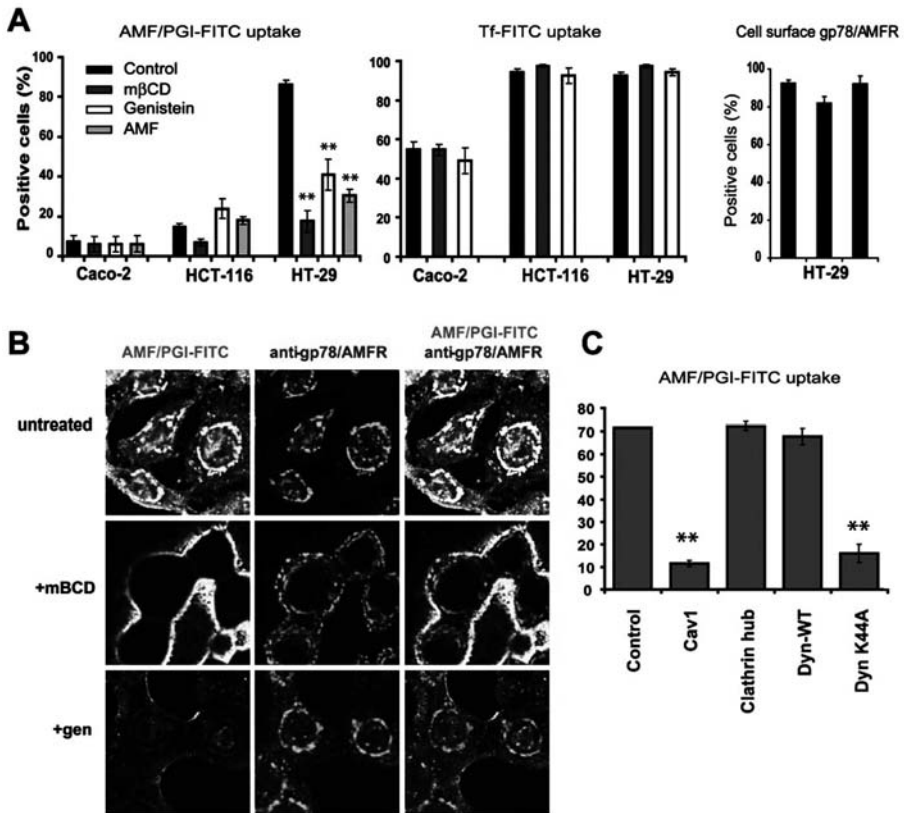 A
AMF/PGI-FITC uptake
Positive cells (%)
100
80
60
40
20
0
Control
mβCD
Genistein
AMF
**
**
**
Caco-2
HCT-116
HT-29
Tf-FITC uptake
100
80
60
40
20
0
Caco-2
HCT-116
HT-29
Cell surface gp78/AMFR
Positive cells (%)
100
80
60
40
20
0
HT-29
B
AMF/PGI-FITC
anti-gp78/AMFR
AMF/PGI-FITC
anti-gp78/AMFR
untreated
+mBCD
+gen
C
AMF/PGI-FITC uptake
80
70
60
50
40
30
20
10
0
**
**
Control
Cav1
Clathrin hub
Dyn-WT
Dyn K44A